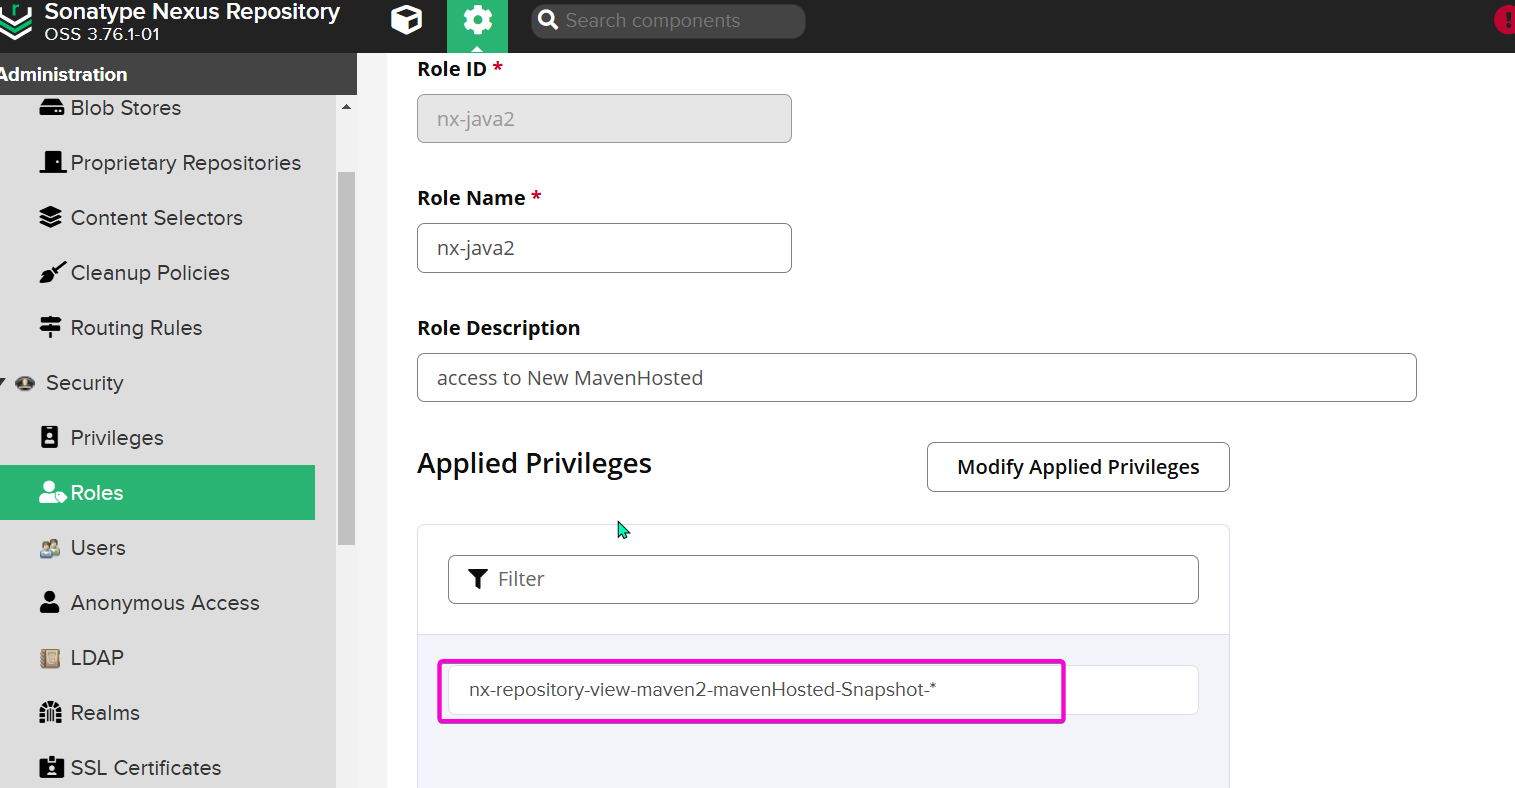 Sonatype Nexus Repository
OSS 3.76.1-01
Search components
Administration
Blob Stores
Proprietary Repositories
Content Selectors
Cleanup Policies
Routing Rules
Security
Privileges
Roles
Users
Anonymous Access
LDAP
Realms
SSL Certificates
Role ID *
nx-java2
Role Name *
nx-java2
Role Description
access to New MavenHosted
Applied Privileges
Modify Applied Privileges
Filter
nx-repository-view-maven2-mavenHosted-Snapshot-*